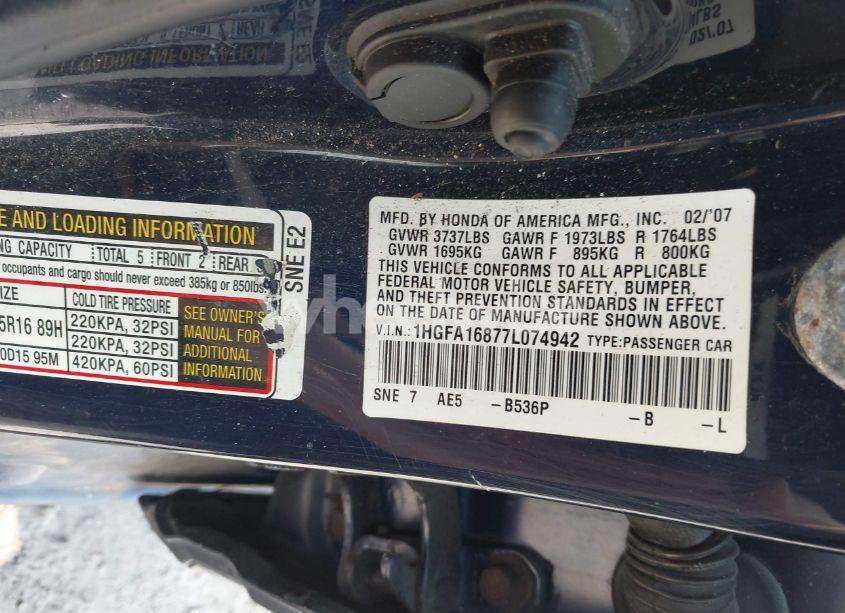 E AND LOADING INFORMATION
NG CAPACITY TOTAL 5 FRONT 2 REAR
occupants and cargo should never exceed 385kg or 850lbs.
SIZE COLD TIRE PRESSURE SEE OWNER'S MANUAL FOR ADDITIONAL INFORMATION
5R16 89H 220KPA, 32PSI
220KPA, 32PSI
0D15 95M 420KPA, 60PSI
SNE E2
MFD. BY HONDA OF AMERICA MFG., INC. 02/'07
GVWR 3737LBS GAWR F 1973LBS R 1764LBS
GVWR 1695KG GAWR F 895KG R 800KG
THIS VEHICLE CONFORMS TO ALL APPLICABLE
FEDERAL MOTOR VEHICLE SAFETY, BUMPER,
AND THEFT PREVENTION STANDARDS IN EFFECT
ON THE DATE OF MANUFACTURE SHOWN ABOVE.
V.I.N.: 1HGFA16877L074942 TYPE:PASSENGER CAR
SNE 7 AE5 -B536P -B -L